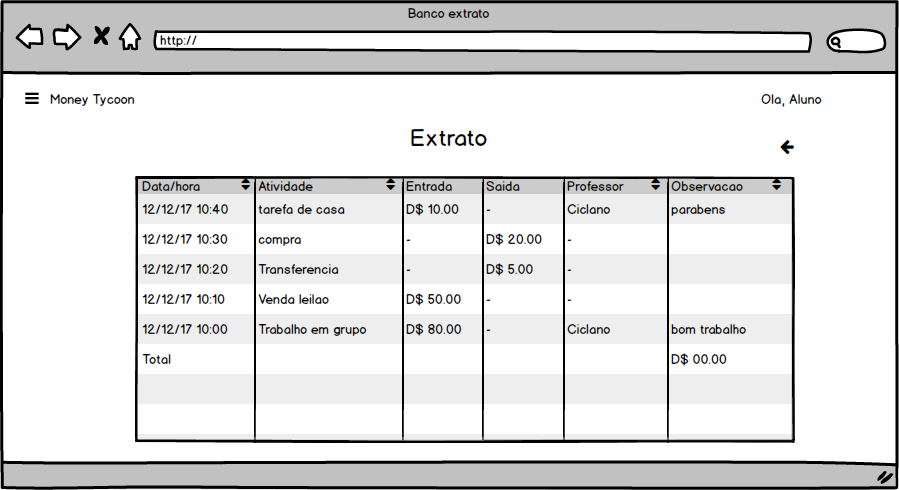 Banco extrato
http://
Money Tycoon Ola, Aluno
Extrato
Data/hora Atividade Entrada Saida Professor Observacao
12/12/17 10:40 tarefa de casa D$ 10.00 - Ciclano parabens
12/12/17 10:30 compra - D$ 20.00 -
12/12/17 10:20 Transferencia - D$ 5.00 -
12/12/17 10:10 Venda leilao D$ 50.00 - -
12/12/17 10:00 Trabalho em grupo D$ 80.00 - Ciclano bom trabalho
Total D$ 00.00